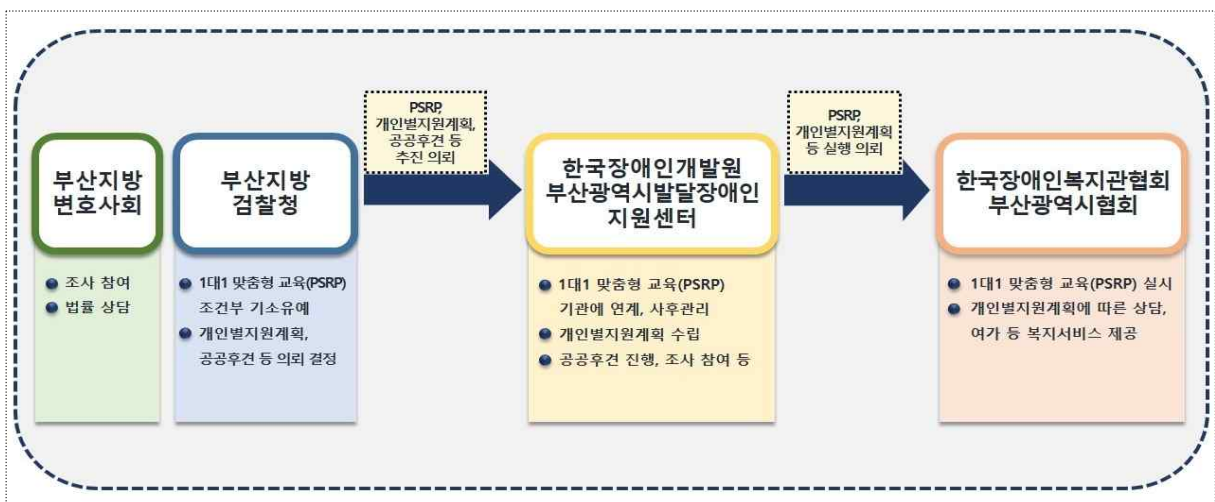 부산지방
변호사회
조사 참여
법률 상담
부산지방
검찰청
1대1 맞춤형 교육(PSRP)
조건부 기소유예
개인별지원계획,
공공후견 등 의뢰 결정
PSRP,
개인별지원계획,
공공후견 등
추진 의뢰
한국장애인개발원
부산광역시발달장애인
지원센터
1대1 맞춤형 교육(PSRP)
기관에 연계, 사후관리
개인별지원계획 수립
공공후견 진행, 조사 참여 등
PSRP,
개인별지원계획
등 실행 의뢰
한국장애인복지관협회
부산광역시협회
1대1 맞춤형 교육(PSRP) 실시
개인별지원계획에 따른 상담,
여가 등 복지서비스 제공